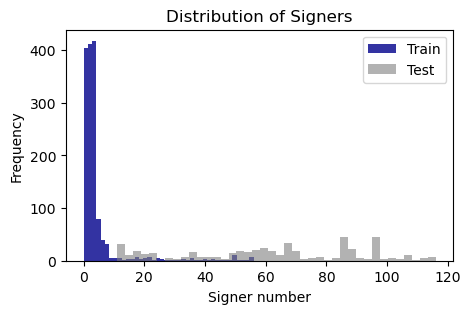 Distribution of Signers
Train
Test
400
300
200
100
0
Frequency
0 20 40 60 80 100 120
Signer number